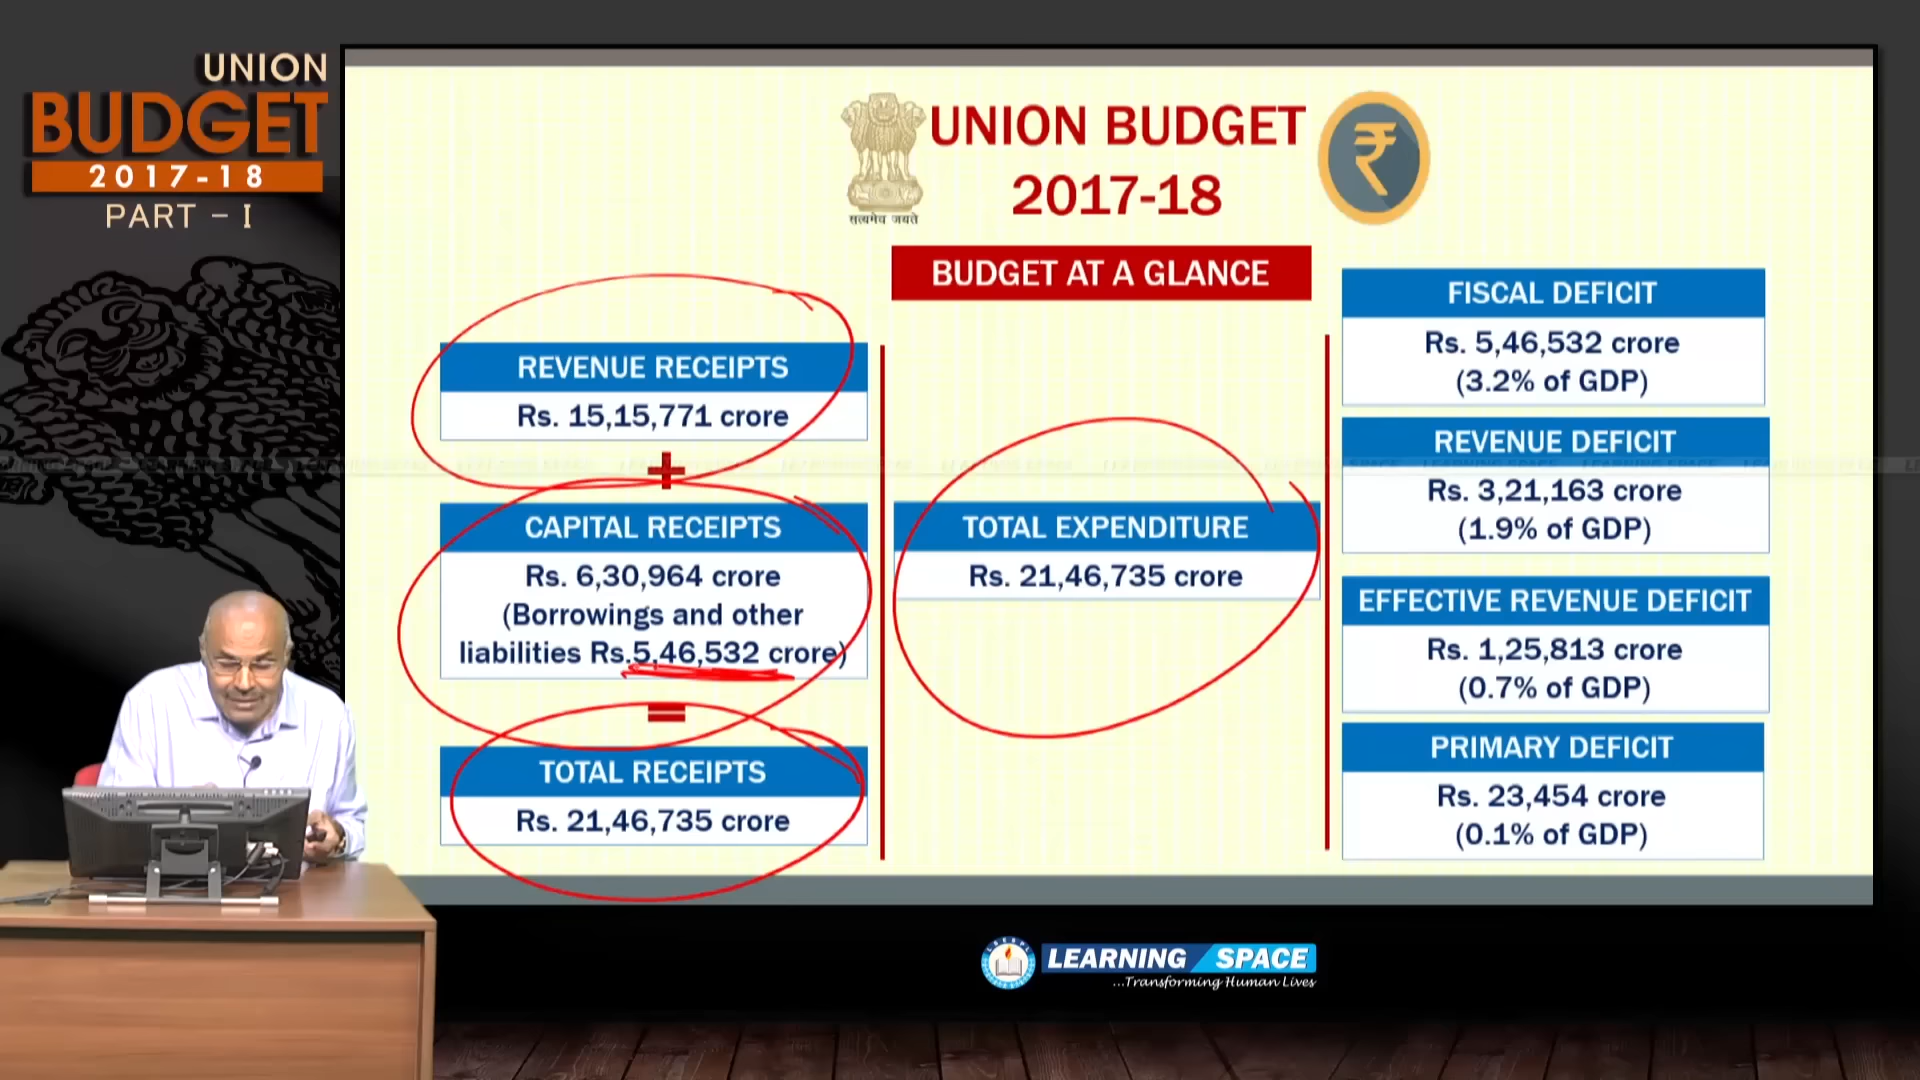 UNION
BUDGET
2017-18
PART – I
UNION BUDGET
2017-18
सत्यमेव जयते
BUDGET AT A GLANCE
REVENUE RECEIPTS
Rs. 15,15,771 crore
+
CAPITAL RECEIPTS
Rs. 6,30,964 crore
(Borrowings and other
liabilities Rs.5,46,532 crore)
=
TOTAL RECEIPTS
Rs. 21,46,735 crore
TOTAL EXPENDITURE
Rs. 21,46,735 crore
FISCAL DEFICIT
Rs. 5,46,532 crore
(3.2% of GDP)
REVENUE DEFICIT
Rs. 3,21,163 crore
(1.9% of GDP)
EFFECTIVE REVENUE DEFICIT
Rs. 1,25,813 crore
(0.7% of GDP)
PRIMARY DEFICIT
Rs. 23,454 crore
(0.1% of GDP)
LEARNING SPACE
...Transforming Human Lives